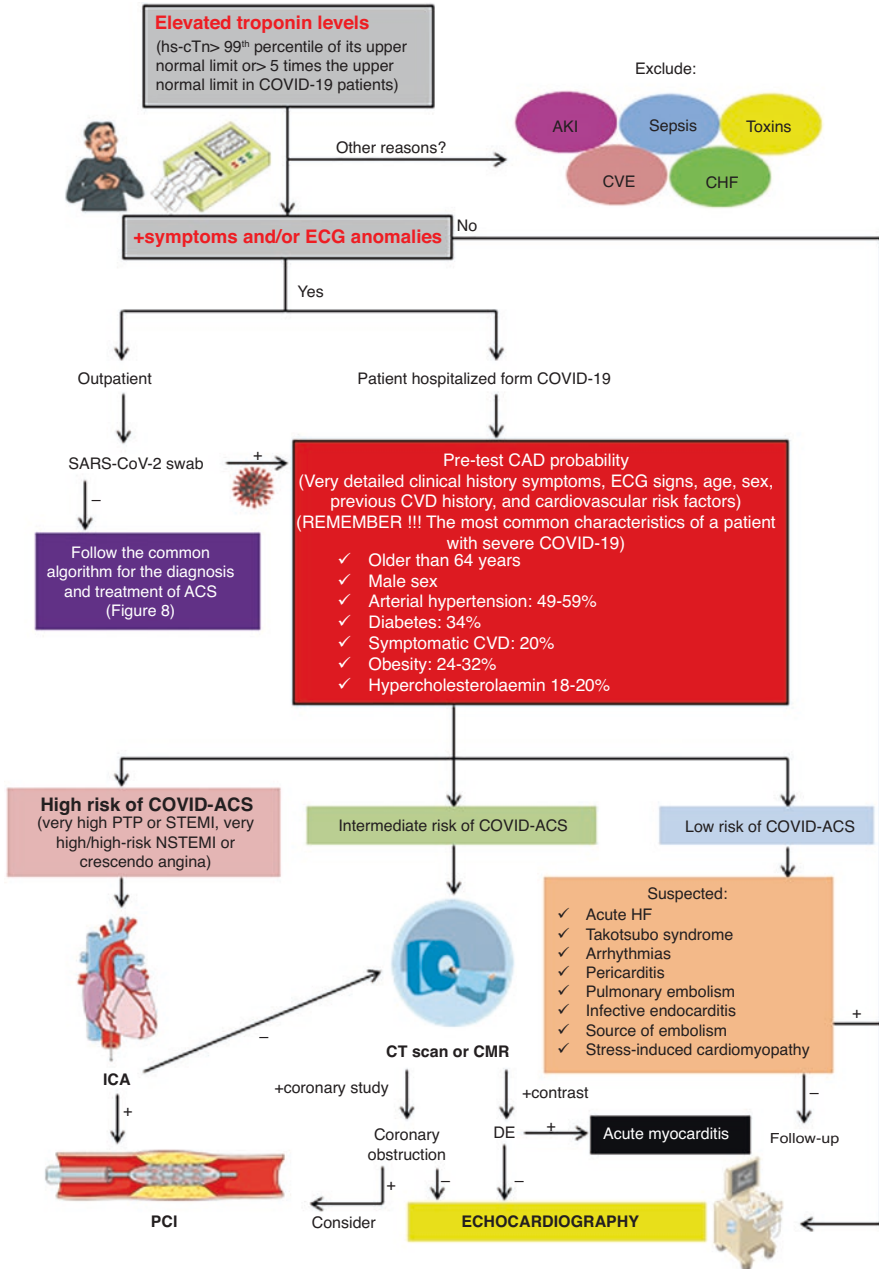 Elevated troponin levels
(hs-cTn> 99th percentile of its upper
normal limit or> 5 times the upper
normal limit in COVID-19 patients)
Exclude:
AKI
Sepsis
Toxins
CVE
CHF
Other reasons?
+symptoms and/or ECG anomalies
No
Yes
Outpatient
Patient hospitalized form COVID-19
SARS-CoV-2 swab
+
–
Pre-test CAD probability
(Very detailed clinical history symptoms, ECG signs, age, sex,
previous CVD history, and cardiovascular risk factors)
(REMEMBER !!! The most common characteristics of a patient
with severe COVID-19)
✓ Older than 64 years
✓ Male sex
✓ Arterial hypertension: 49-59%
✓ Diabetes: 34%
✓ Symptomatic CVD: 20%
✓ Obesity: 24-32%
✓ Hypercholesterolaemin 18-20%
Follow the common
algorithm for the diagnosis
and treatment of ACS
(Figure 8)
High risk of COVID-ACS
(very high PTP or STEMI, very
high/high-risk NSTEMI or
crescendo angina)
Intermediate risk of COVID-ACS
Low risk of COVID-ACS
Suspected:
✓ Acute HF
✓ Takotsubo syndrome
✓ Arrhythmias
✓ Pericarditis
✓ Pulmonary embolism
✓ Infective endocarditis
✓ Source of embolism
✓ Stress-induced cardiomyopathy
+
–
Follow-up
ICA
–
+
CT scan or CMR
+coronary study
+contrast
Coronary
obstruction
DE
+
Acute myocarditis
+
–
–
Consider
PCI
ECHOCARDIOGRAPHY